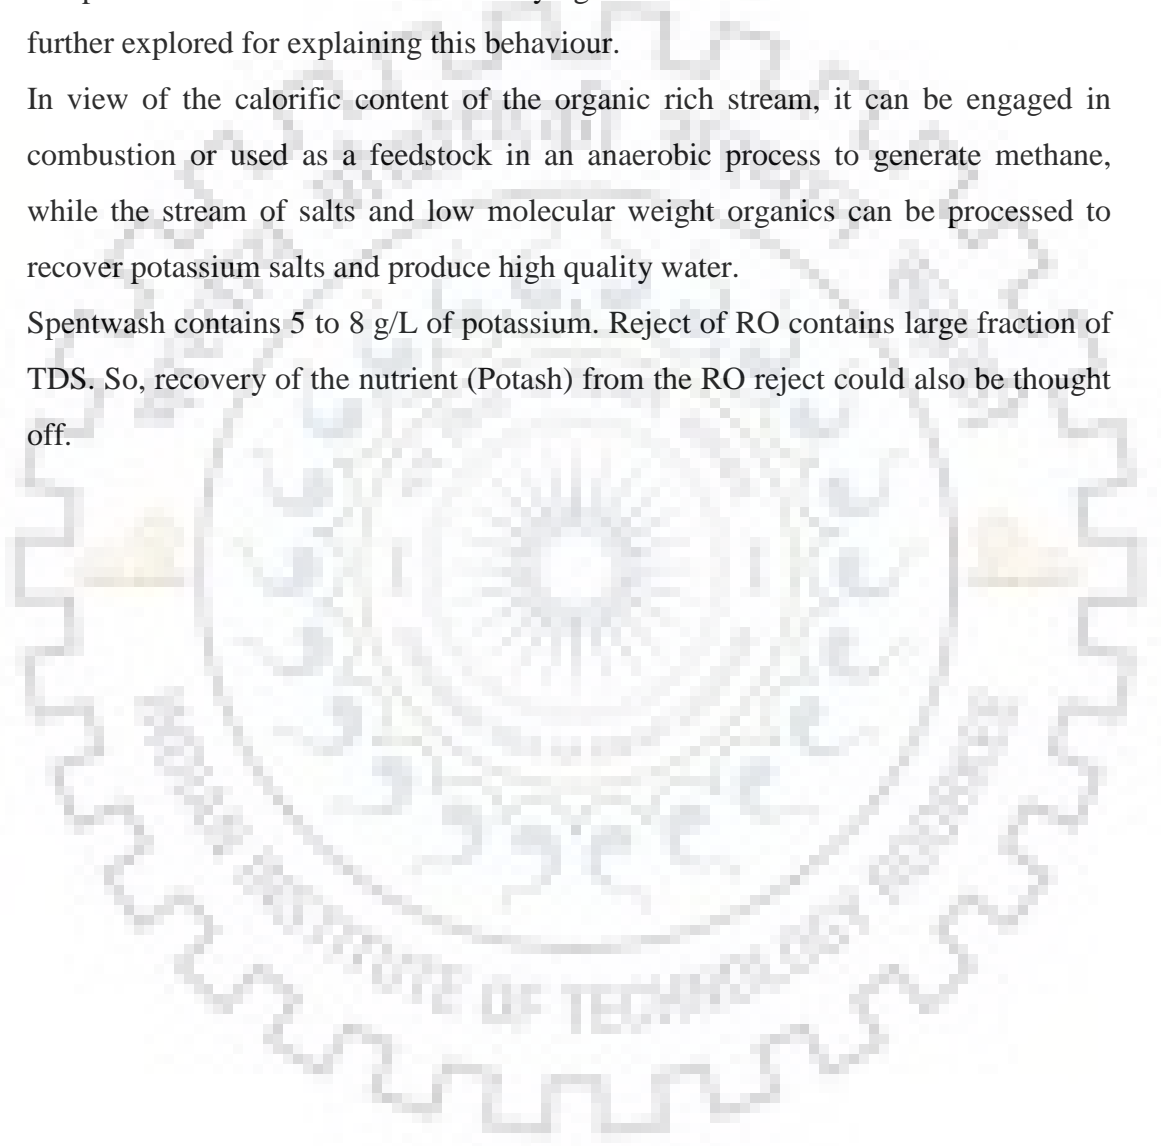 further explored for explaining this behaviour.
In view of the calorific content of the organic rich stream, it can be engaged in
combustion or used as a feedstock in an anaerobic process to generate methane,
while the stream of salts and low molecular weight organics can be processed to
recover potassium salts and produce high quality water.
Spentwash contains 5 to 8 g/L of potassium. Reject of RO contains large fraction of
TDS. So, recovery of the nutrient (Potash) from the RO reject could also be thought
off.
INSTITUTE OF TECHNOLOGY